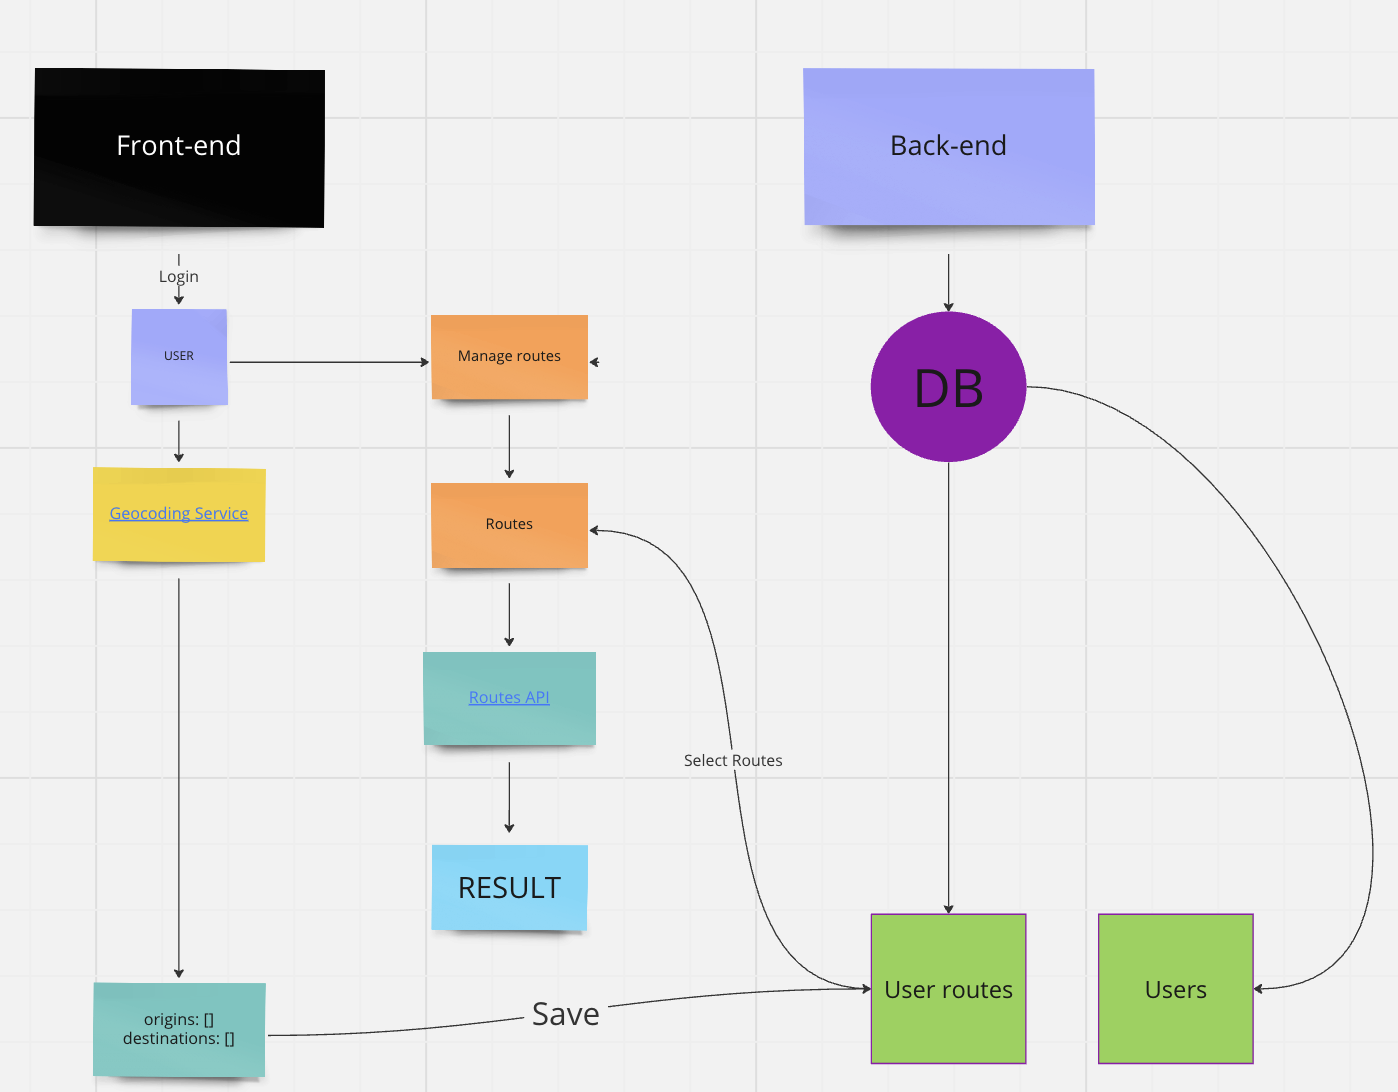 Front-end
Back-end
Login
USER
Manage routes
DB
Geocoding Service
Routes
Routes API
Select Routes
RESULT
User routes
Users
Save
origins: []
destinations: []